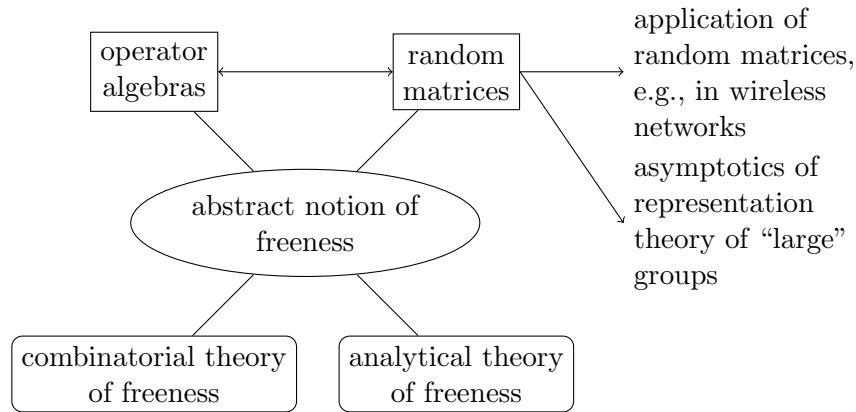 operator
algebras
random
matrices
application of
random matrices,
e.g., in wireless
networks
asymptotics of
representation
theory of “large”
groups
abstract notion of
freeness
combinatorial theory
of freeness
analytical theory
of freeness